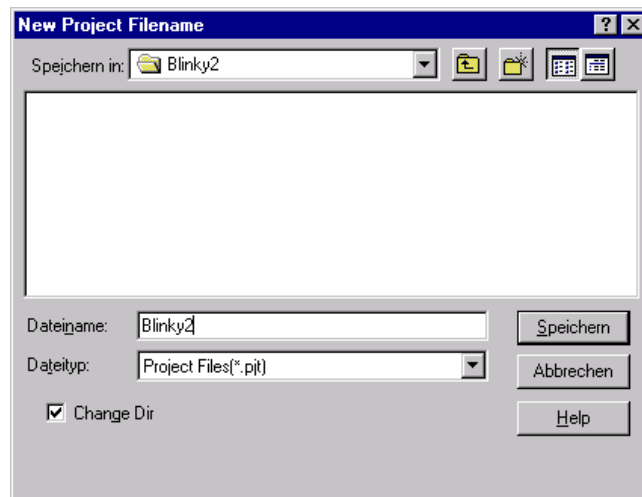 New Project Filename
Speichern in: Blinky2
Dateiname: Blinky2 Speichern
Dateityp: Project Files(*.pjt) Abbrechen
Change Dir Help